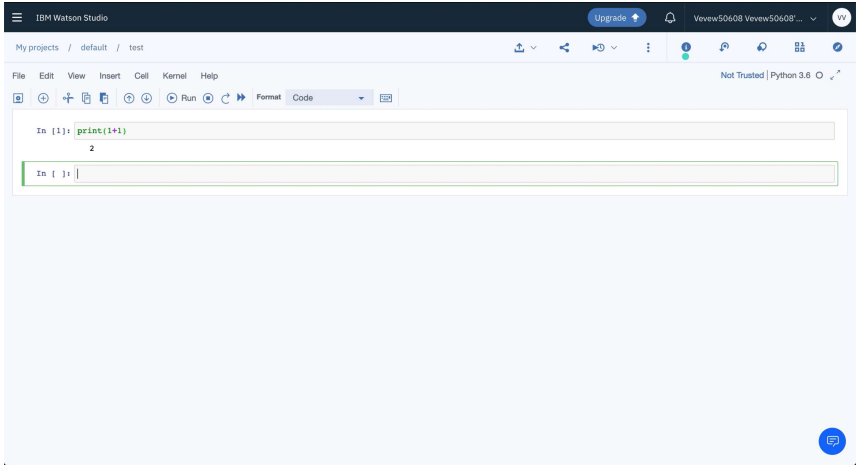 IBM Watson Studio
Upgrade
Vevew50608 Vevew50608'...
VV
My projects / default / test
File Edit View Insert Cell Kernel Help
Not Trusted | Python 3.6
Run
Format
Code
In [1]: print(1+1)
2
In [ ]: